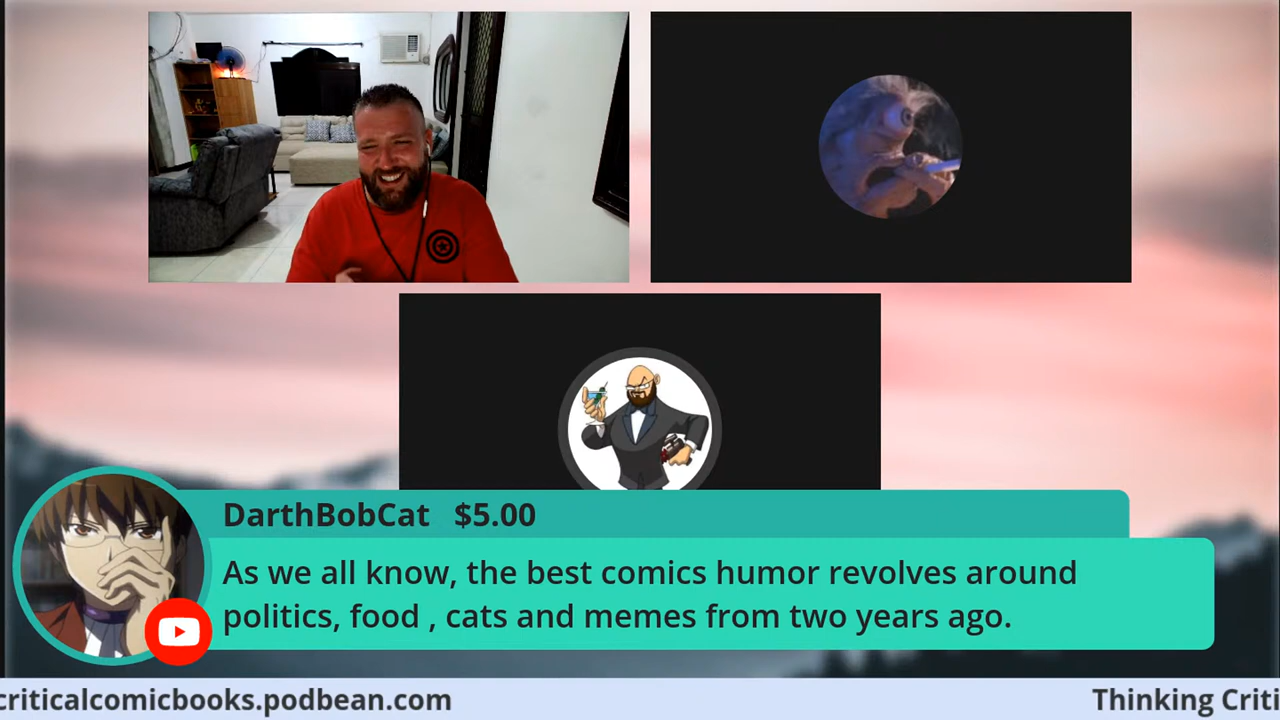 DarthBobCat $5.00
As we all know, the best comics humor revolves around
politics, food , cats and memes from two years ago.
criticalcomicbooks.podbean.com
Thinking Criti